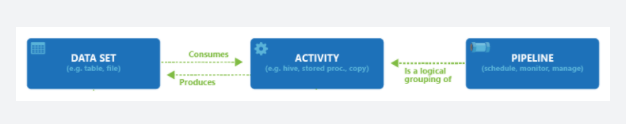 DATA SET
(e.g. table, file)
Consumes
Produces
ACTIVITY
(e.g. hive, stored proc., copy)
Is a logical
grouping of
PIPELINE
(schedule, monitor, manage)